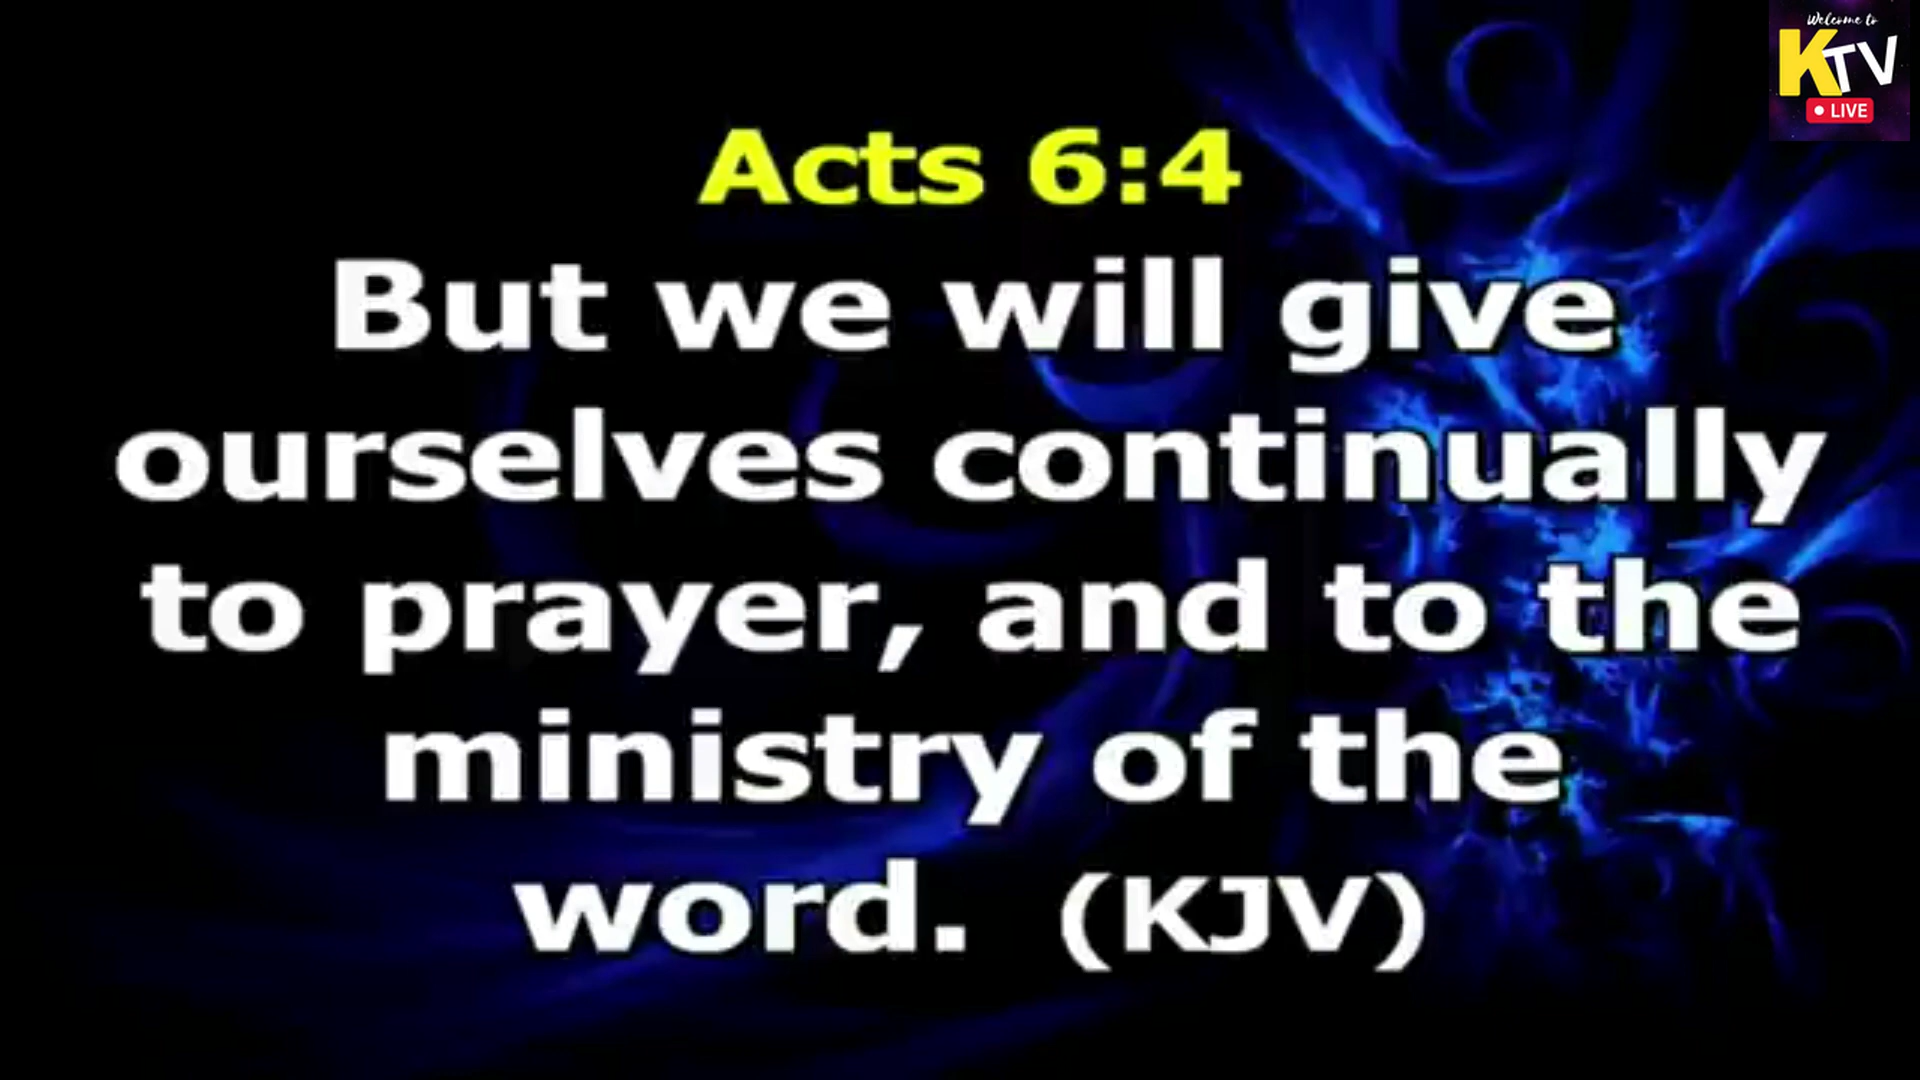 Welcome to
KTV
LIVE
Acts 6:4
But we will give
ourselves continually
to prayer, and to the
ministry of the
word. (KJV)